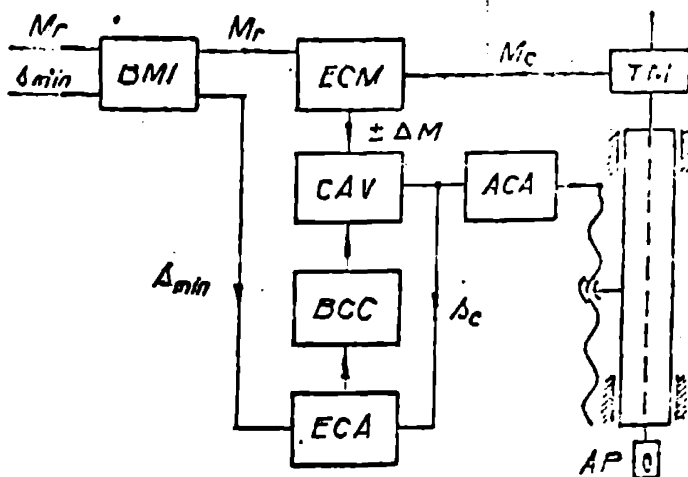 Mr
Δmin
BMI
Mr
ECM
Mc
± ΔM
CAV
ACA
Δmin
BCC
Δc
ECA
AP